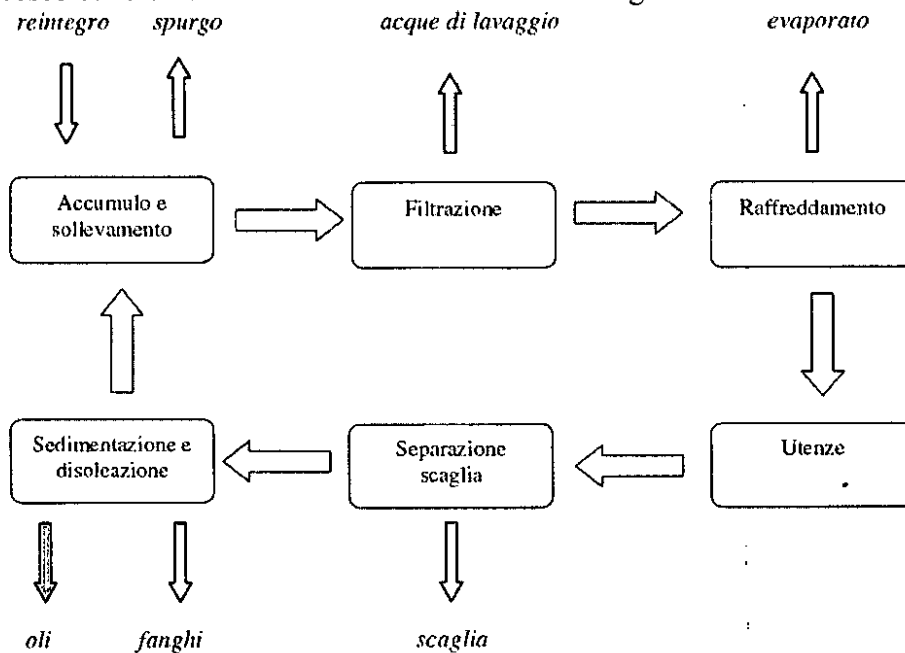 reintegro spurgo acque di lavaggio evaporato
Accumulo e
sollevamento
Filtrazione
Raffreddamento
Sedimentazione e
disoleazione
Separazione
scaglia
Utenze
oli fanghi scaglia